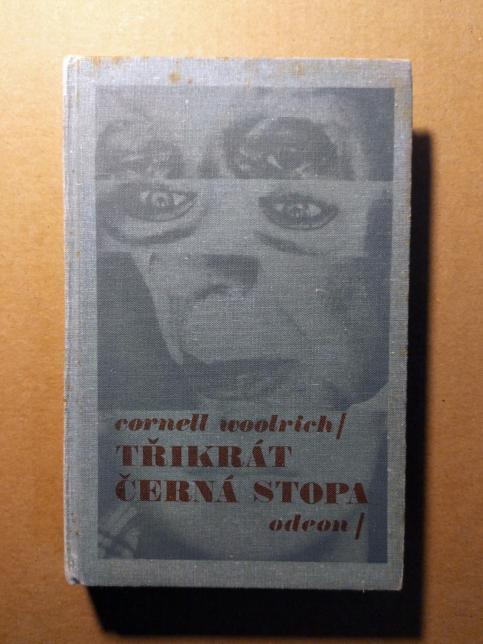 cornell woolrich/
TŘIKRÁT
ČERNÁ STOPA
odeon/